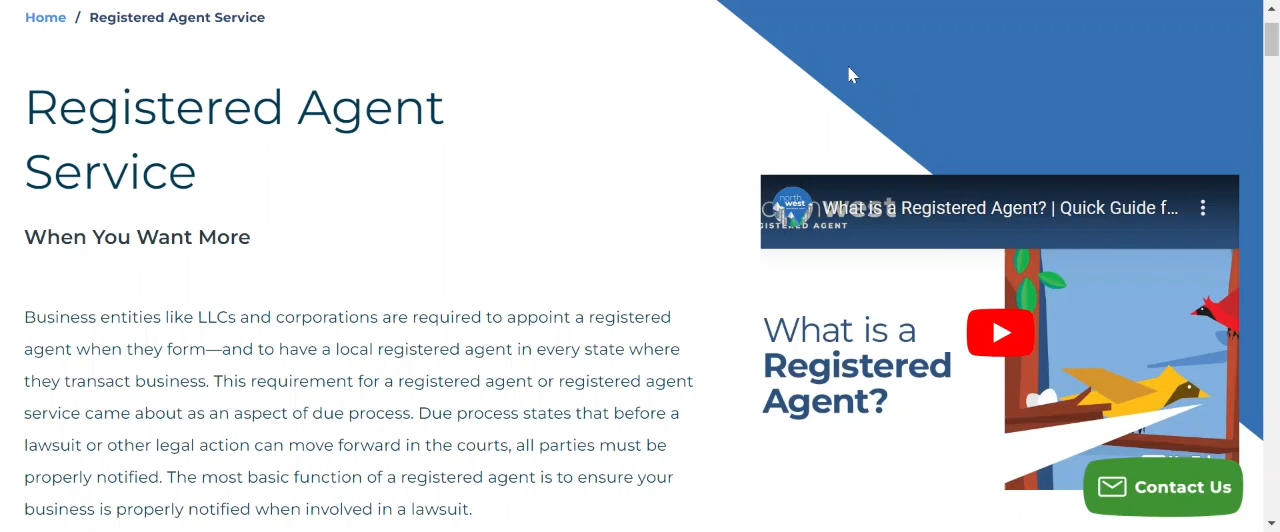 Home / Registered Agent Service
Registered Agent
Service
When You Want More
Business entities like LLCs and corporations are required to appoint a registered
agent when they form—and to have a local registered agent in every state where
they transact business. This requirement for a registered agent or registered agent
service came about as an aspect of due process. Due process states that before a
lawsuit or other legal action can move forward in the courts, all parties must be
properly notified. The most basic function of a registered agent is to ensure your
business is properly notified when involved in a lawsuit.
north
west
What is a Registered Agent? | Quick Guide f...
What is a
Registered
Agent?
Contact Us